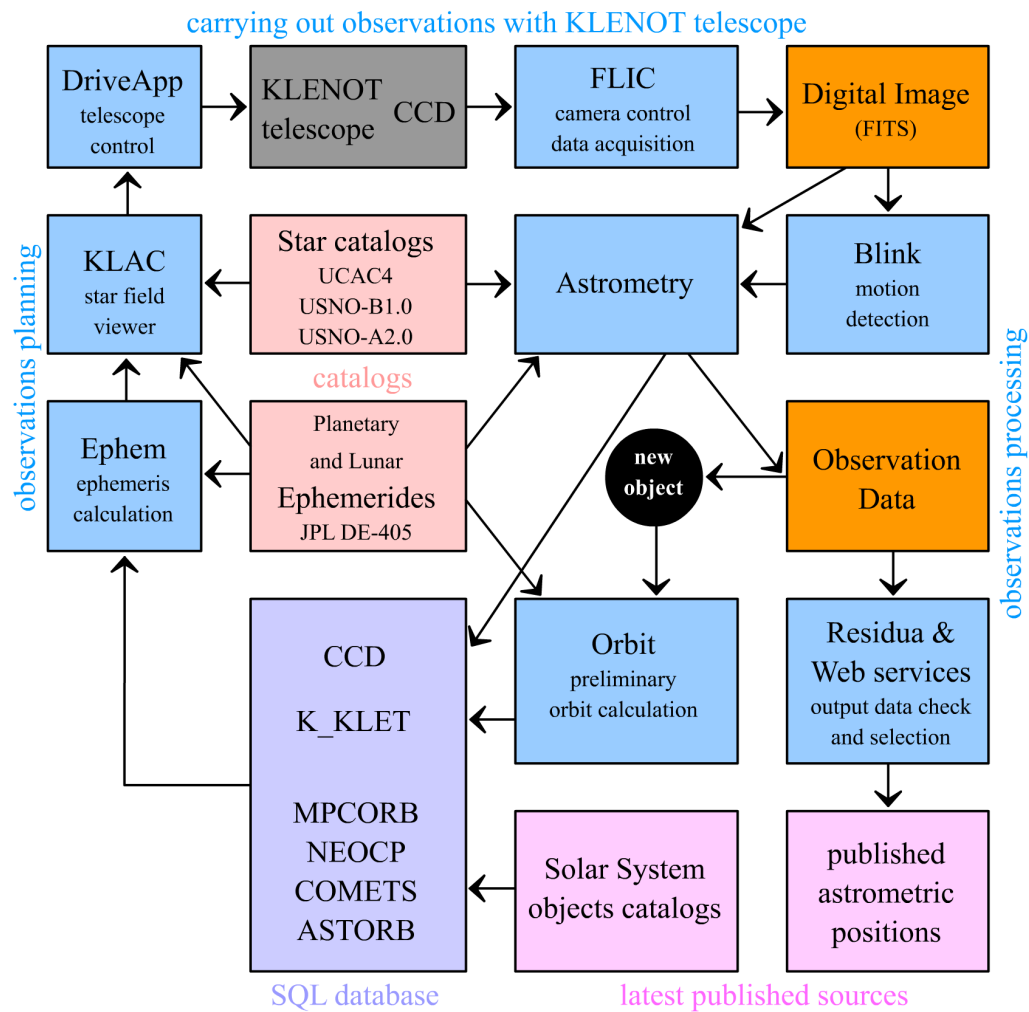 carrying out observations with KLENOT telescope
DriveApp
telescope
control
KLENOT
telescope
CCD
FLIC
camera control
data acquisition
Digital Image
(FITS)
observations planning
KLAC
star field
viewer
Star catalogs
UCAC4
USNO-B1.0
USNO-A2.0
Astrometry
Blink
motion
detection
catalogs
Ephem
ephemeris
calculation
Planetary
and Lunar
Ephemerides
JPL DE-405
new
object
Observation
Data
observations processing
CCD
K_KLET
MPCORB
NEOCP
COMETS
ASTORB
Orbit
preliminary
orbit calculation
Residua &
Web services
output data check
and selection
Solar System
objects catalogs
published
astrometric
positions
SQL database
latest published sources